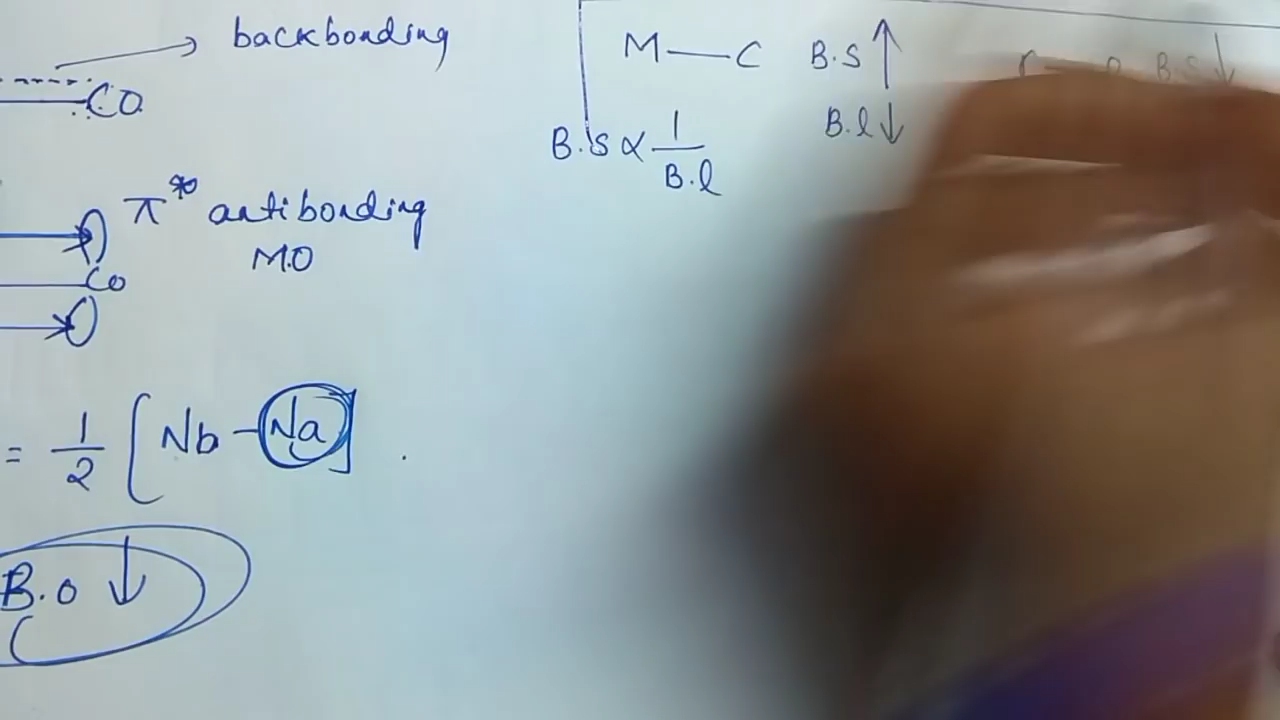 backbonding
CO
π* antibonding
M.O
CO
= 1/2 [Nb - Na]
B.O ↓
M — C B.S ↑
B.l ↓
B.S ∝ 1/B.l
B.S ↓